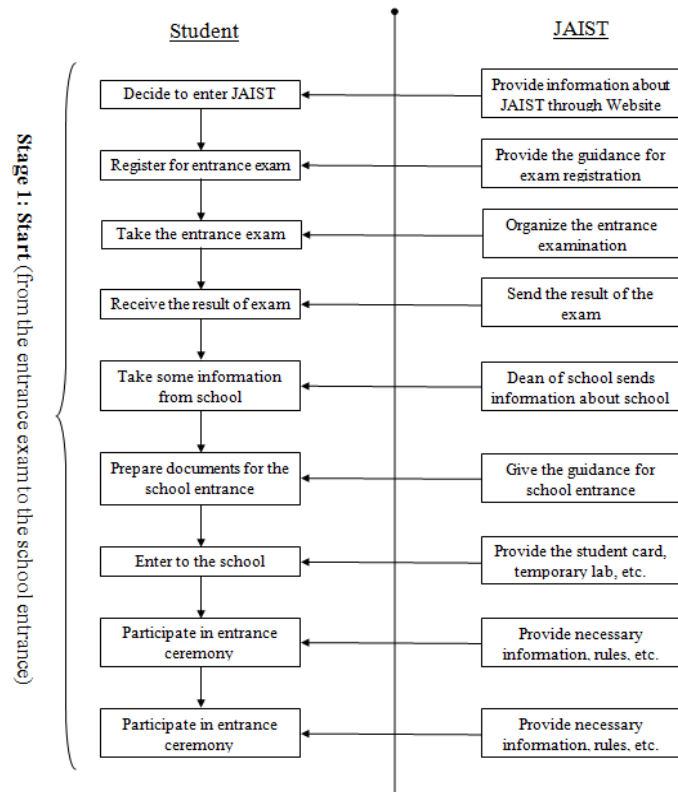 Student
JAIST
Stage 1: Start (from the entrance exam to the school entrance)
Decide to enter JAIST
Provide information about
JAIST through Website
Register for entrance exam
Provide the guidance for
exam registration
Take the entrance exam
Organize the entrance
examination
Receive the result of exam
Send the result of the
exam
Take some information
from school
Dean of school sends
information about school
Prepare documents for the
school entrance
Give the guidance for
school entrance
Enter to the school
Provide the student card,
temporary lab, etc.
Participate in entrance
ceremony
Provide necessary
information, rules, etc.
Participate in entrance
ceremony
Provide necessary
information, rules, etc.